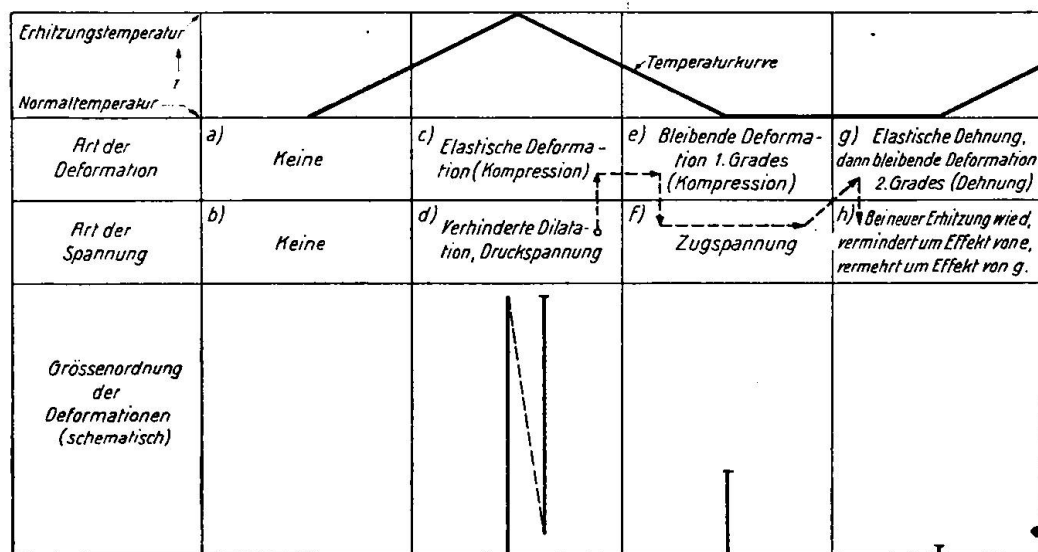 Erhitzungstemperatur
T
Normaltemperatur
Temperaturkurve
Art der
Deformation
a)
Keine
c)
Elastische Deforma-
tion (Kompression)
e)
Bleibende Deforma-
tion 1. Grades
(Kompression)
g)
Elastische Dehnung,
dann bleibende Deformation
2. Grades (Dehnung)
Art der
Spannung
b)
Keine
d)
Verhinderte Dilata-
tion, Druckspannung
f)
Zugspannung
h)
Bei neuer Erhitzung wie d,
vermindert um Effekt von e,
vermehrt um Effekt von g.
Grössenordnung
der
Deformationen
(schematisch)